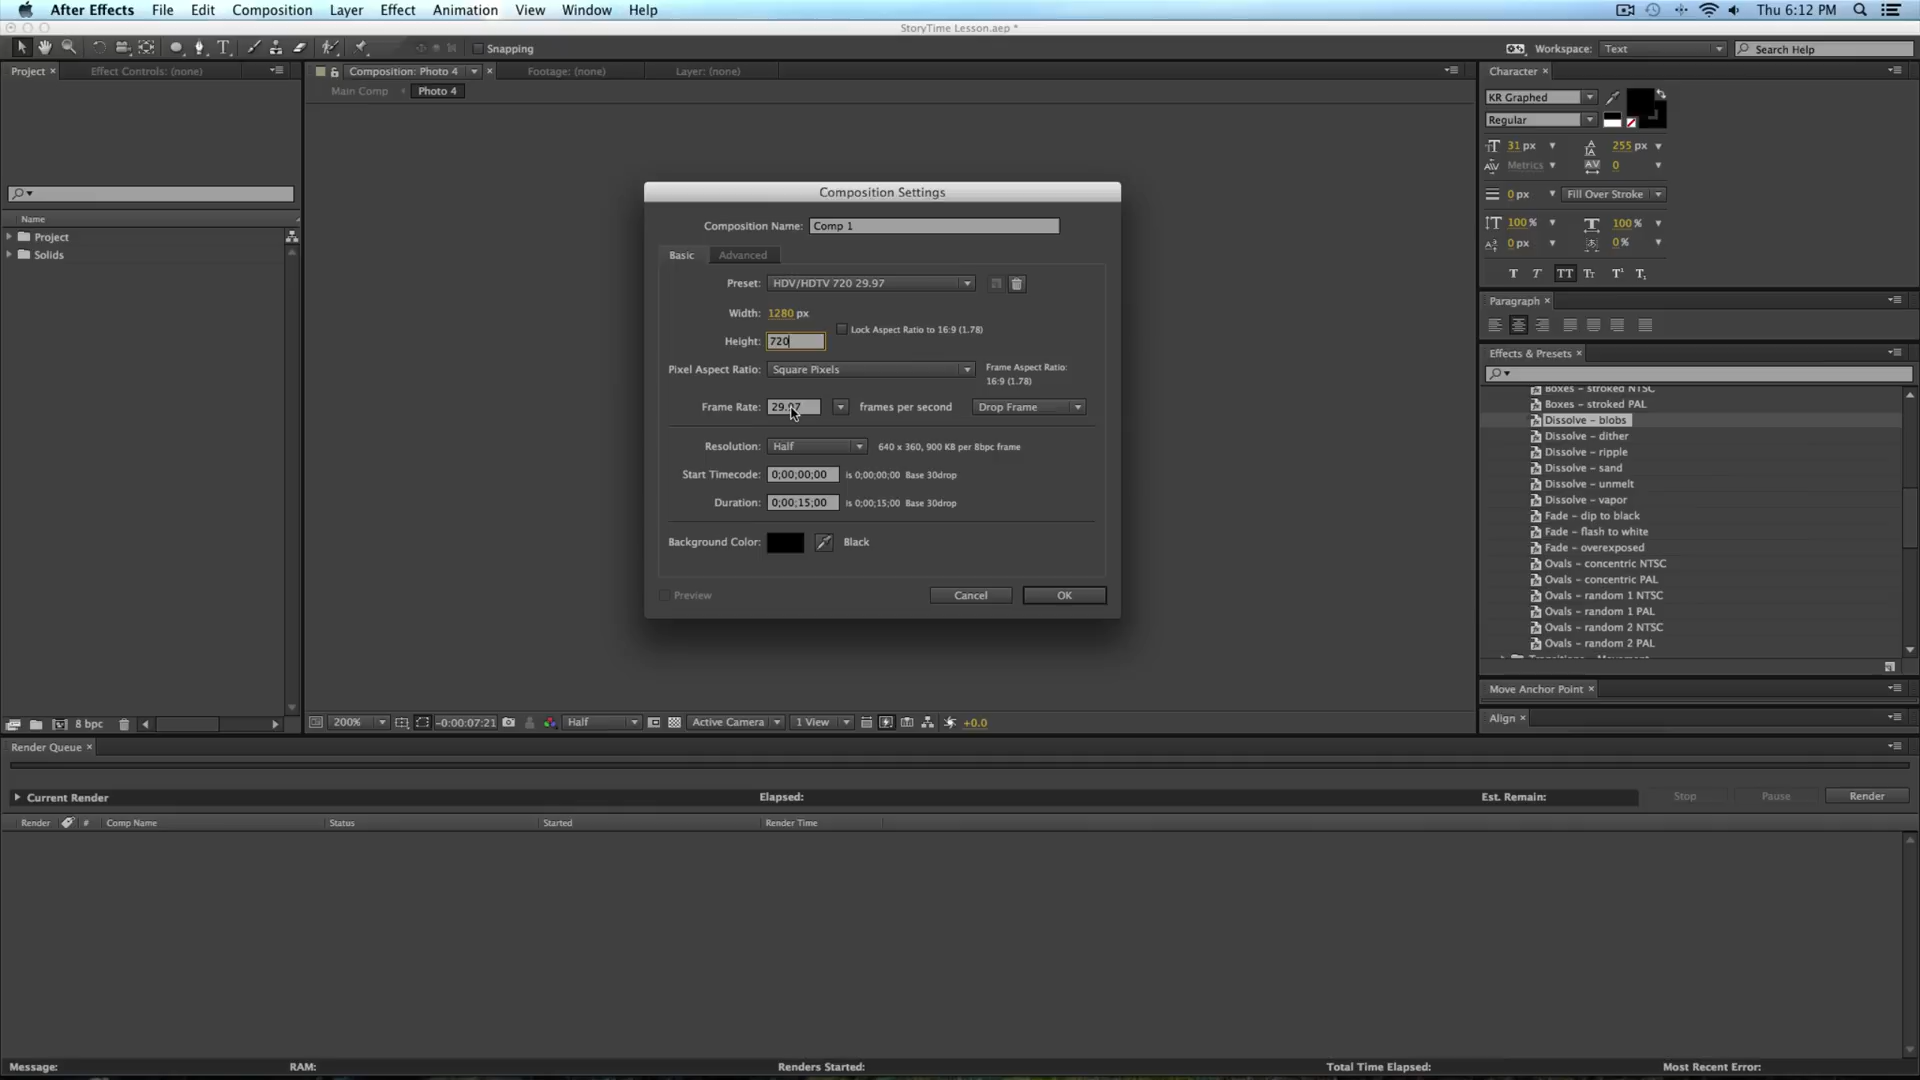 After Effects File Edit Composition Layer Effect Animation View Window Help Thu 6:12 PM
StoryTime Lesson.aep *
Snapping Workspace: Text Search Help
Project × Effect Controls: (none) Composition: Photo 4 × Footage: (none) Layer: (none) Character ×
Main Comp Photo 4
KR Graphed
Regular
31 px 255 px
Metrics 0
0 px Fill Over Stroke
100 % 100 %
0 px 0 %
T T TT Tт T¹ T,
Paragraph ×
Effects & Presets ×
Name
Project
Solids
Composition Settings
Composition Name: Comp 1
Basic Advanced
Preset: HDV/HDTV 720 29.97
Width: 1280 px
Lock Aspect Ratio to 16:9 (1.78)
Height: 720
Pixel Aspect Ratio: Square Pixels Frame Aspect Ratio:
16:9 (1.78)
Frame Rate: 29.97 frames per second Drop Frame
Resolution: Half 640 x 360, 900 KB per 8bpc frame
Start Timecode: 0;00;00;00 is 0;00;00;00 Base 30drop
Duration: 0;00;15;00 is 0;00;15;00 Base 30drop
Background Color: Black
Preview Cancel OK
Boxes – stroked NTSC
Boxes – stroked PAL
Dissolve – blobs
Dissolve – dither
Dissolve – ripple
Dissolve – sand
Dissolve – unmelt
Dissolve – vapor
Fade – dip to black
Fade – flash to white
Fade – overexposed
Ovals – concentric NTSC
Ovals – concentric PAL
Ovals – random 1 NTSC
Ovals – random 1 PAL
Ovals – random 2 NTSC
Ovals – random 2 PAL
Transitions – Movement
Move Anchor Point ×
Align ×
8 bpc 200% -0:00:07:21 Half Active Camera 1 View +0.0
Render Queue ×
Current Render Elapsed: Est. Remain: Stop Pause Render
Render # Comp Name Status Started Render Time
Message: RAM: Renders Started: Total Time Elapsed: Most Recent Error: